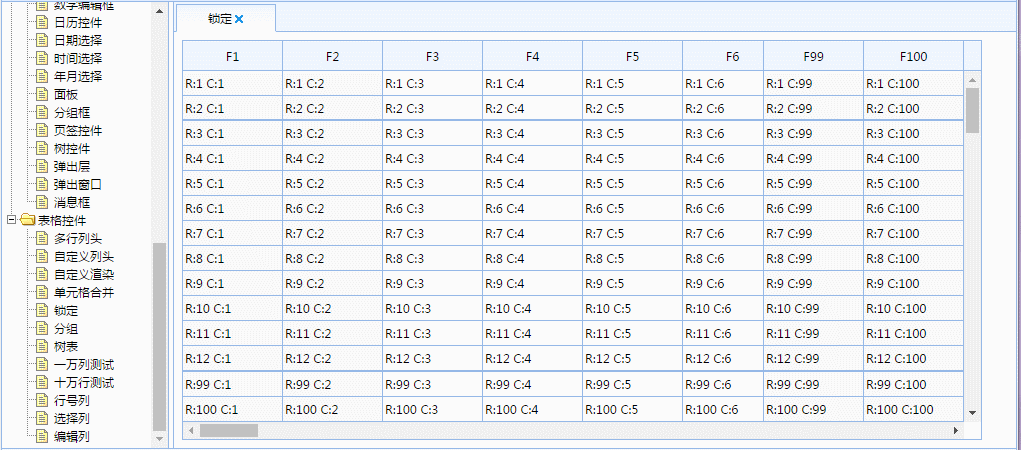 数字编辑框
日历控件
日期选择
时间选择
年月选择
面板
分组框
页签控件
树控件
弹出层
弹出窗口
消息框
表格控件
多行列头
自定义列头
自定义渲染
单元格合并
锁定
分组
树表
一万列测试
十万行测试
行号列
选择列
编辑列
锁定
F1 F2 F3 F4 F5 F6 F99 F100
R:1 C:1 R:1 C:2 R:1 C:3 R:1 C:4 R:1 C:5 R:1 C:6 R:1 C:99 R:1 C:100
R:2 C:1 R:2 C:2 R:2 C:3 R:2 C:4 R:2 C:5 R:2 C:6 R:2 C:99 R:2 C:100
R:3 C:1 R:3 C:2 R:3 C:3 R:3 C:4 R:3 C:5 R:3 C:6 R:3 C:99 R:3 C:100
R:4 C:1 R:4 C:2 R:4 C:3 R:4 C:4 R:4 C:5 R:4 C:6 R:4 C:99 R:4 C:100
R:5 C:1 R:5 C:2 R:5 C:3 R:5 C:4 R:5 C:5 R:5 C:6 R:5 C:99 R:5 C:100
R:6 C:1 R:6 C:2 R:6 C:3 R:6 C:4 R:6 C:5 R:6 C:6 R:6 C:99 R:6 C:100
R:7 C:1 R:7 C:2 R:7 C:3 R:7 C:4 R:7 C:5 R:7 C:6 R:7 C:99 R:7 C:100
R:8 C:1 R:8 C:2 R:8 C:3 R:8 C:4 R:8 C:5 R:8 C:6 R:8 C:99 R:8 C:100
R:9 C:1 R:9 C:2 R:9 C:3 R:9 C:4 R:9 C:5 R:9 C:6 R:9 C:99 R:9 C:100
R:10 C:1 R:10 C:2 R:10 C:3 R:10 C:4 R:10 C:5 R:10 C:6 R:10 C:99 R:10 C:100
R:11 C:1 R:11 C:2 R:11 C:3 R:11 C:4 R:11 C:5 R:11 C:6 R:11 C:99 R:11 C:100
R:12 C:1 R:12 C:2 R:12 C:3 R:12 C:4 R:12 C:5 R:12 C:6 R:12 C:99 R:12 C:100
R:99 C:1 R:99 C:2 R:99 C:3 R:99 C:4 R:99 C:5 R:99 C:6 R:99 C:99 R:99 C:100
R:100 C:1 R:100 C:2 R:100 C:3 R:100 C:4 R:100 C:5 R:100 C:6 R:100 C:99 R:100 C:100